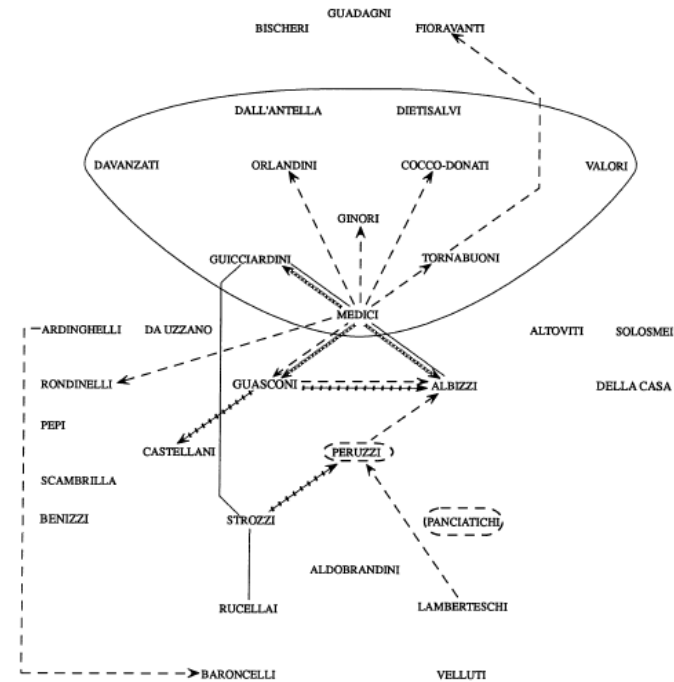 GUADAGNI
BISCHERI FIORAVANTI
DALL'ANTELLA DIETISALVI
DAVANZATI ORLANDINI COCCO-DONATI VALORI
GINORI
GUICCIARDINI TORNABUONI
MEDICI
ARDINGHELLI DA UZZANO ALTOVITI SOLOSMEI
RONDINELLI GUASCONI ALBIZZI DELLA CASA
PEPI
CASTELLANI PERUZZI
SCAMBRILLA
BENIZZI STROZZI PANCIATICHI
ALDOBRANDINI
RUCELLAI LAMBERTESCHI
BARONCELLI VELLUTI